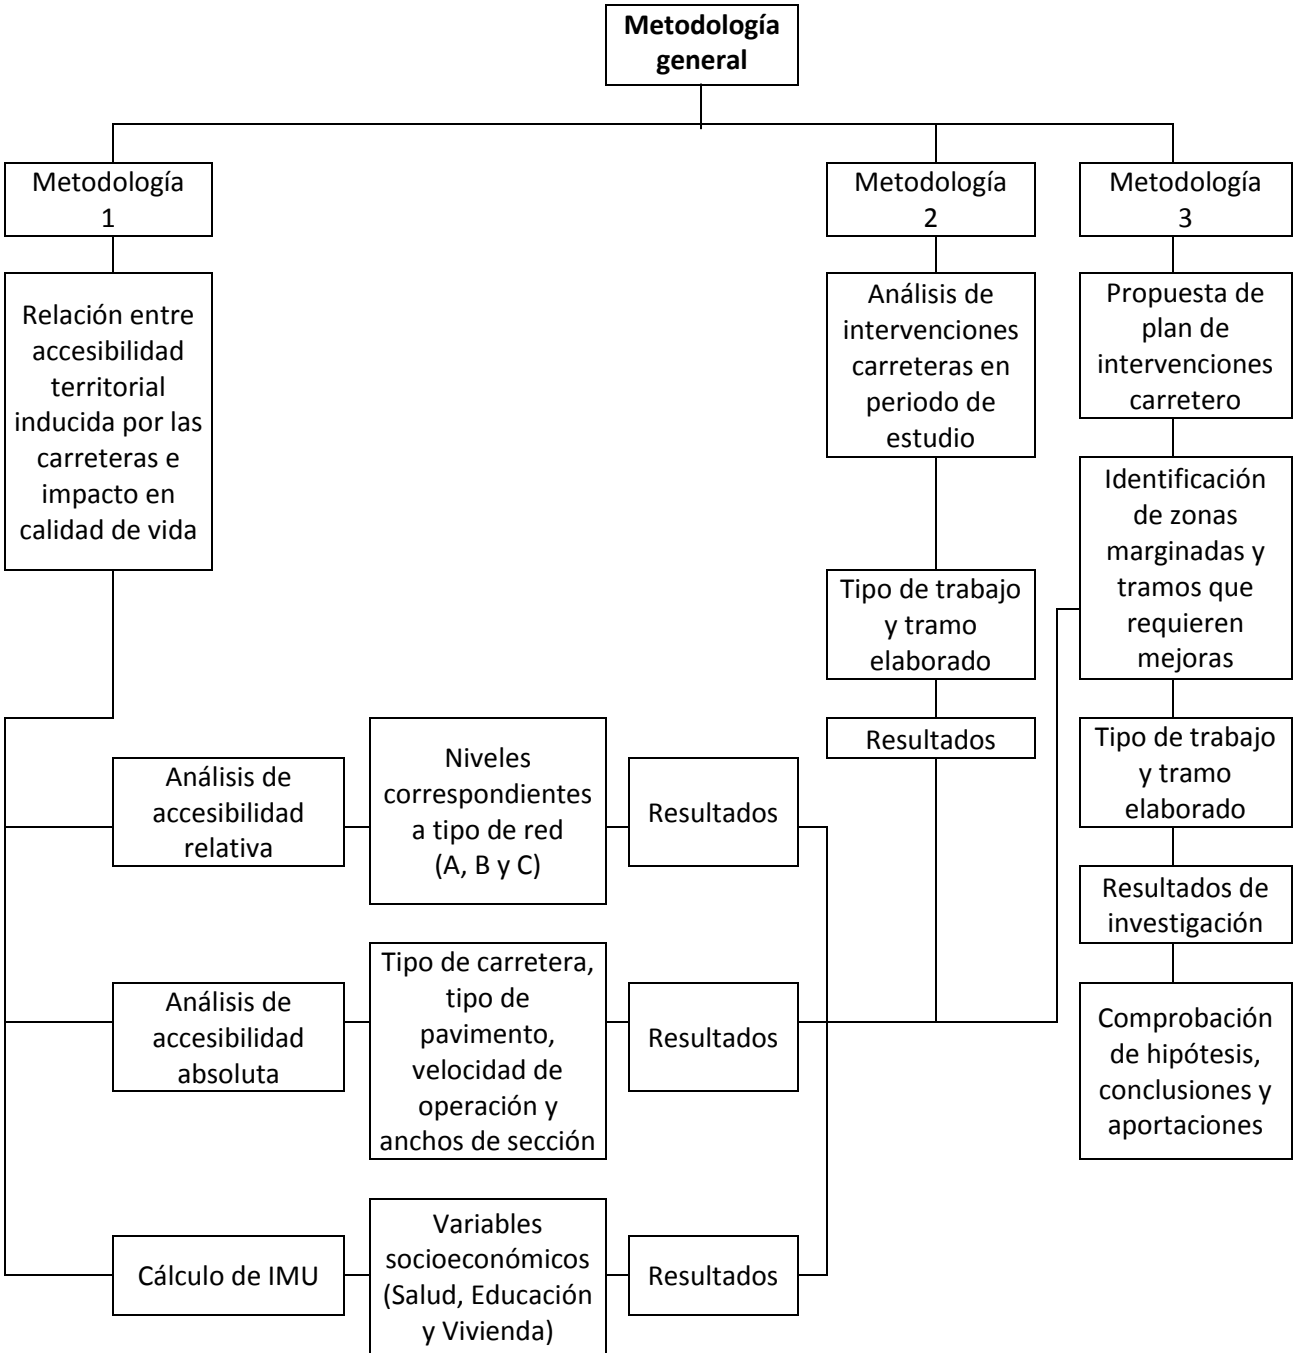 Metodología
general
Metodología
1
Metodología
2
Metodología
3
Relación entre
accesibilidad
territorial
inducida por las
carreteras e
impacto en
calidad de vida
Análisis de
intervenciones
carreteras en
periodo de
estudio
Propuesta de
plan de
intervenciones
carretero
Identificación
de zonas
marginadas y
tramos que
requieren
mejoras
Tipo de trabajo
y tramo
elaborado
Resultados
Tipo de trabajo
y tramo
elaborado
Análisis de
accesibilidad
relativa
Niveles
correspondientes
a tipo de red
(A, B y C)
Resultados
Resultados de
investigación
Análisis de
accesibilidad
absoluta
Tipo de carretera,
tipo de
pavimento,
velocidad de
operación y
anchos de sección
Resultados
Comprobación
de hipótesis,
conclusiones y
aportaciones
Cálculo de IMU
Variables
socioeconómicos
(Salud, Educación
y Vivienda)
Resultados